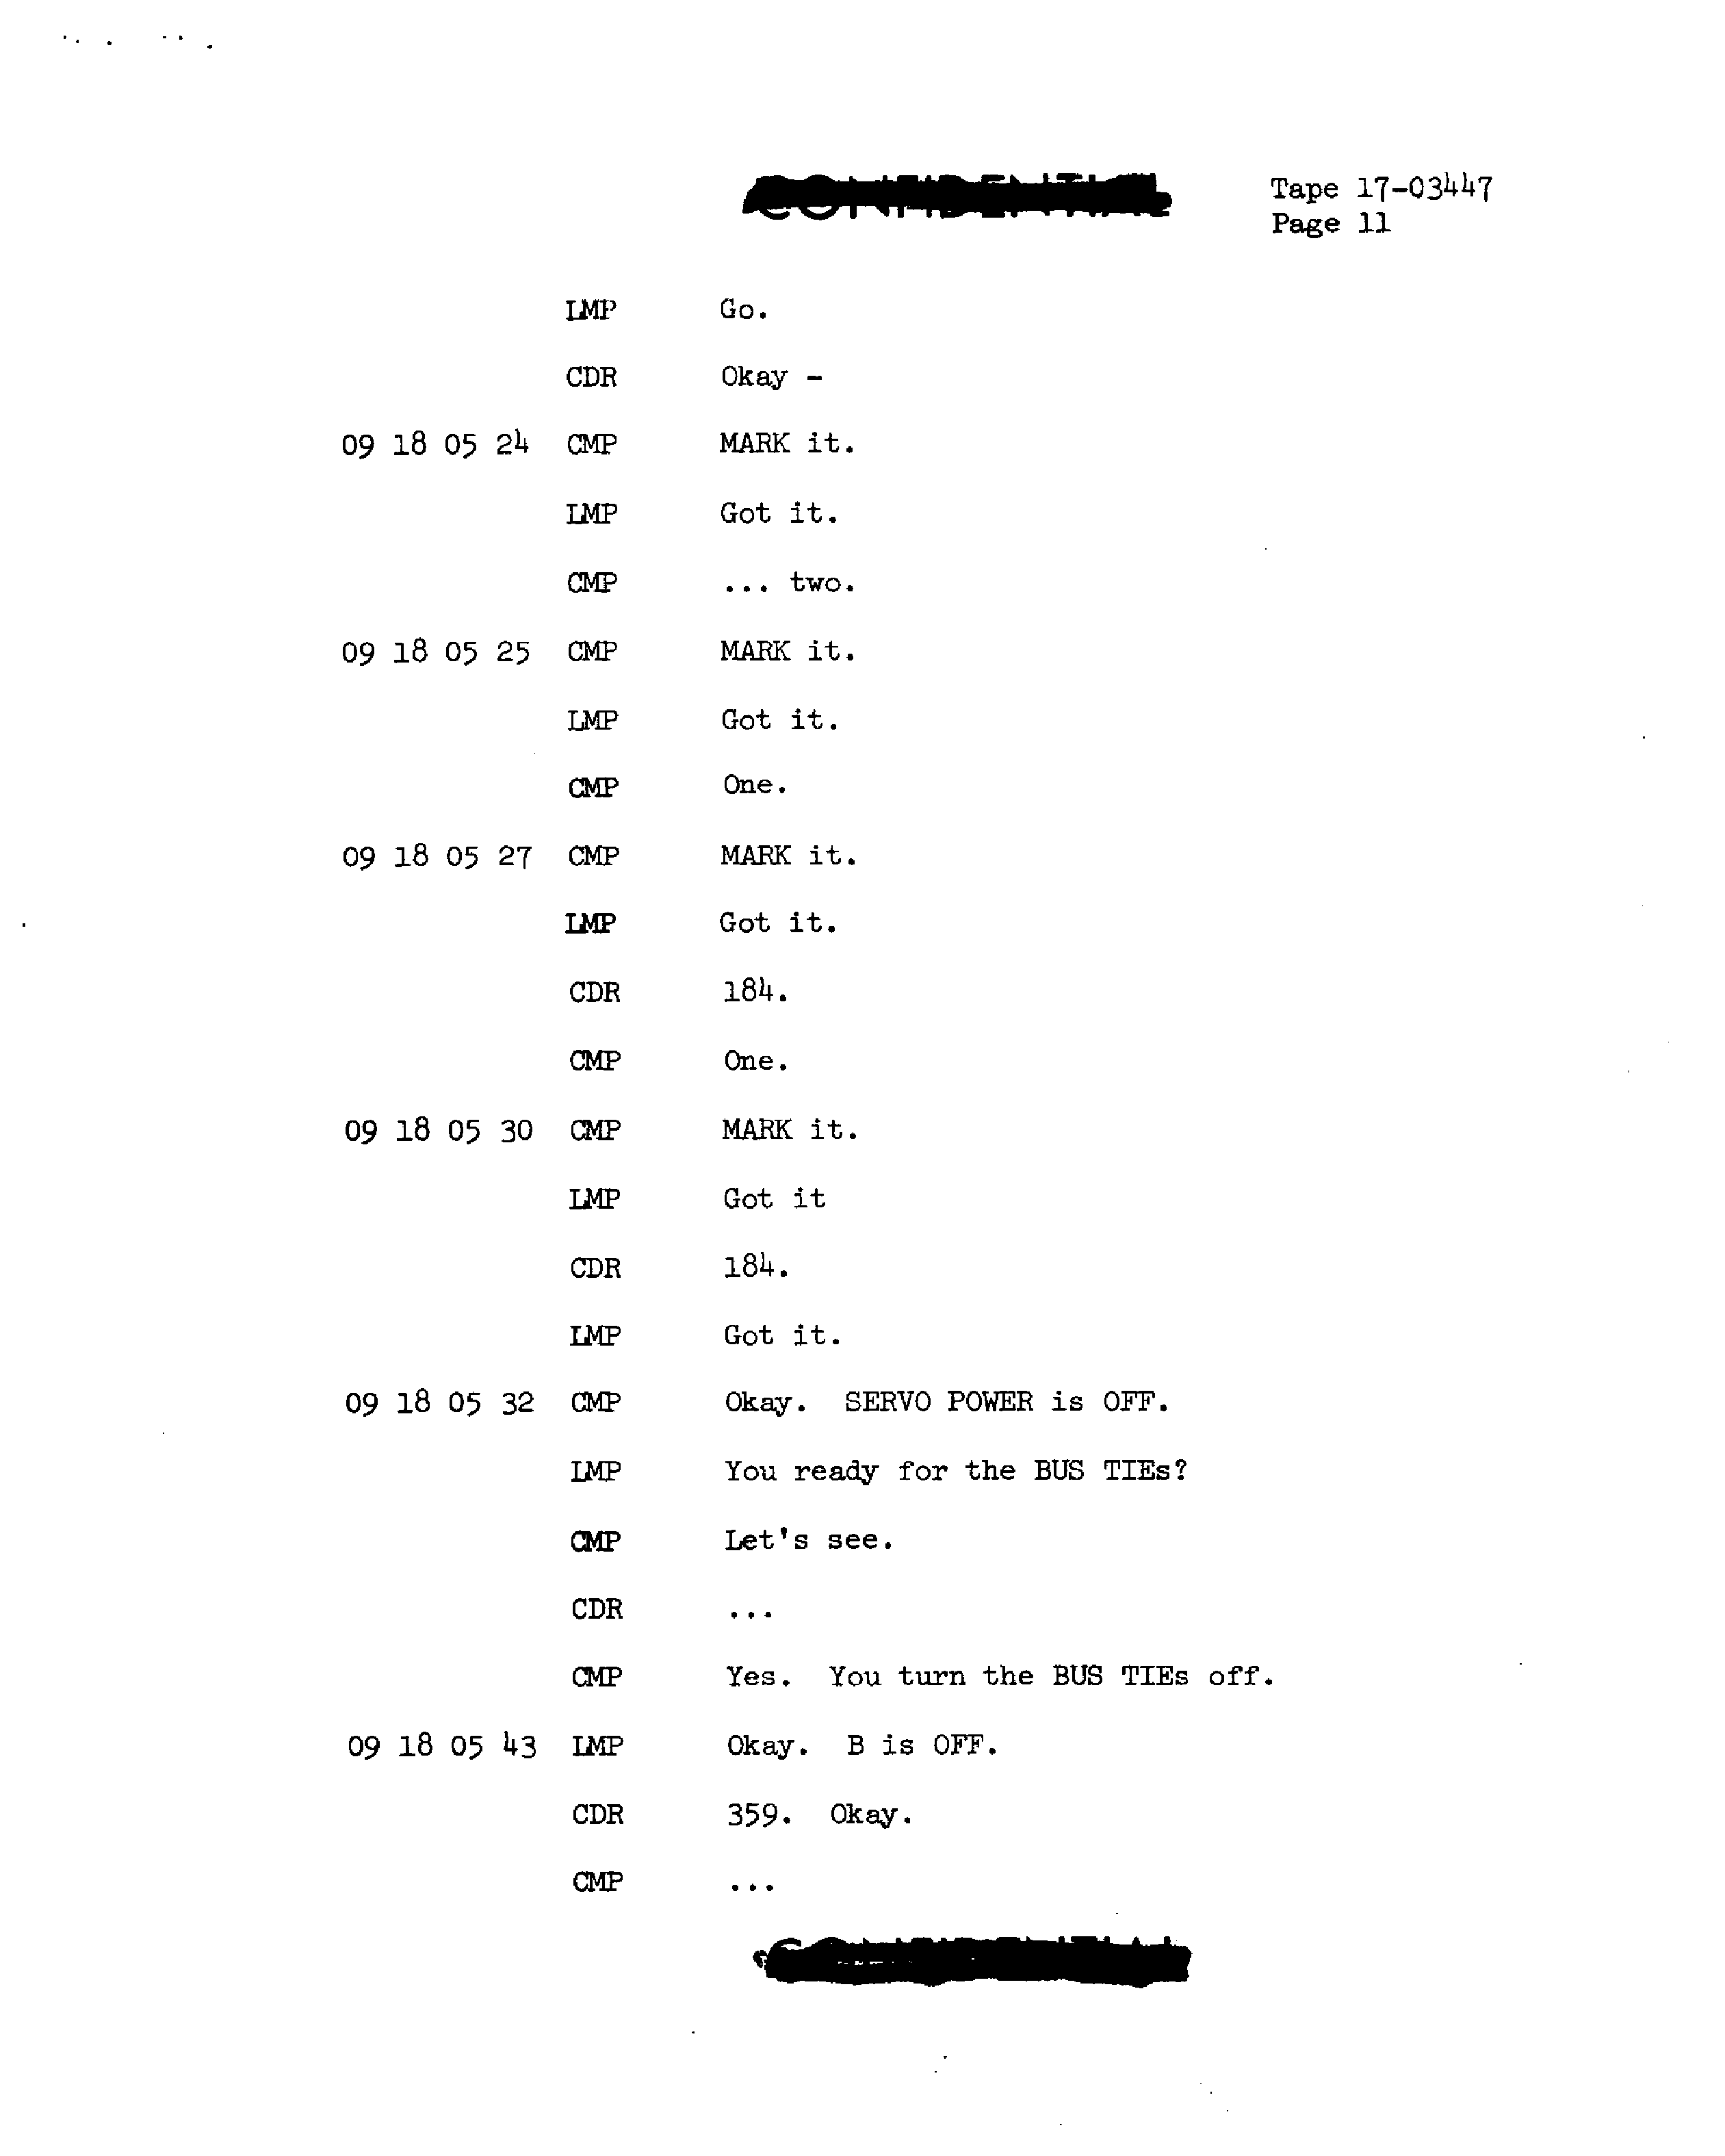 Tape 17-03447
Page 11
LMP Go.
CDR Okay -
09 18 05 24 CMP MARK it.
LMP Got it.
CMP ... two.
09 18 05 25 CMP MARK it.
LMP Got it.
CMP One.
09 18 05 27 CMP MARK it.
LMP Got it.
CDR 184.
CMP One.
09 18 05 30 CMP MARK it.
LMP Got it
CDR 184.
LMP Got it.
09 18 05 32 CMP Okay. SERVO POWER is OFF.
LMP You ready for the BUS TIEs?
CMP Let's see.
CDR ...
CMP Yes. You turn the BUS TIEs off.
09 18 05 43 LMP Okay. B is OFF.
CDR 359. Okay.
CMP ...